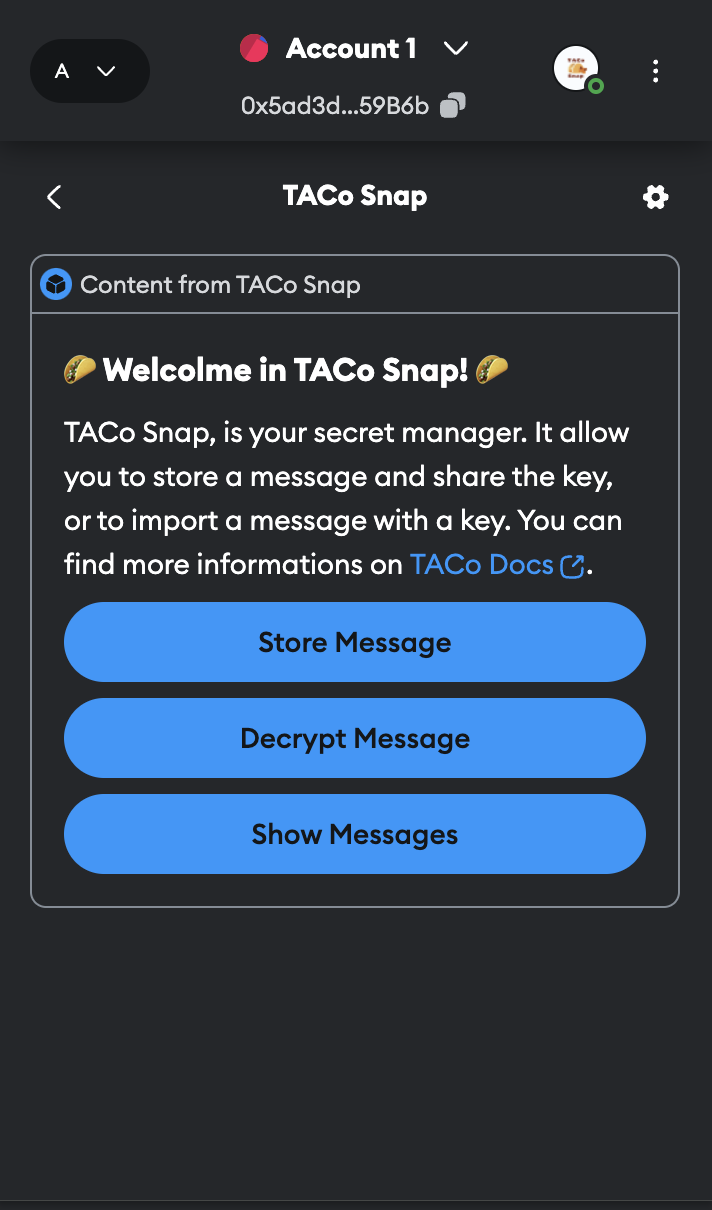 A
Account 1
0x5ad3d...59B6b
TACo Snap
TACo Snap
Content from TACo Snap
🌮 Welcolme in TACo Snap! 🌮
TACo Snap, is your secret manager. It allow
you to store a message and share the key,
or to import a message with a key. You can
find more informations on TACo Docs.
Store Message
Decrypt Message
Show Messages